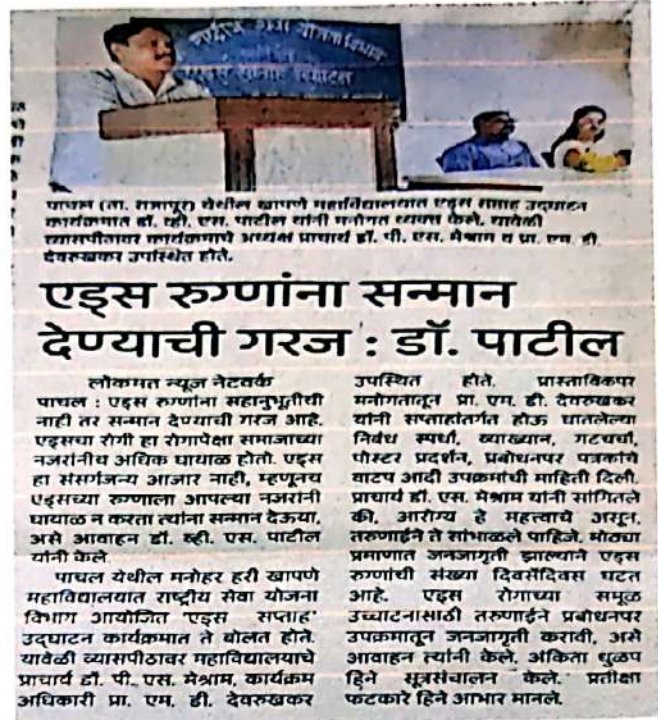 राष्ट्रीय सेवा योजना विभाग
पाचल (ता. राजापूर) येथील खापणे महाविद्यालयात एड्स सप्ताह उद्घाटन
कार्यक्रमात डॉ. व्ही. एस. पाटील यांनी मनोगत व्यक्त केले. यावेळी
व्यासपीठावर कार्यक्रमाचे अध्यक्ष प्राचार्य डॉ. पी. एस. मेश्राम व प्रा. एम. डी.
देवरुखकर उपस्थित होते.
एड्स रुग्णांना सन्मान
देण्याची गरज : डॉ. पाटील
लोकमत न्यूज नेटवर्क
पाचल : एड्स रुग्णांना सहानुभूतीची
नाही तर सन्मान देण्याची गरज आहे.
एड्सचा रोगी हा रोगापेक्षा समाजाच्या
नजरांनीच अधिक घायाळ होतो. एड्स
हा संसर्गजन्य आजार नाही, म्हणूनच
एड्सच्या रुग्णाला आपल्या नजरांनी
घायाळ न करता त्यांना सन्मान देऊया,
असे आवाहन डॉ. व्ही. एस. पाटील
यांनी केले.
पाचल येथील मनोहर हरी खापणे
महाविद्यालयात राष्ट्रीय सेवा योजना
विभाग आयोजित 'एड्स सप्ताह'
उद्घाटन कार्यक्रमात ते बोलत होते.
यावेळी व्यासपीठावर महाविद्यालयाचे
प्राचार्य डॉ. पी. एस. मेश्राम, कार्यक्रम
अधिकारी प्रा. एम. डी. देवरुखकर
उपस्थित होते. प्रास्ताविकपर
मनोगतातून प्रा. एम. डी. देवरुखकर
यांनी सप्ताहांतर्गत होऊ घातलेल्या
निबंध स्पर्धा, व्याख्यान, गटचर्चा,
पोस्टर प्रदर्शन, प्रबोधनपर पत्रकांचे
वाटप आदी उपक्रमांची माहिती दिली.
प्राचार्य डॉ. एस. मेश्राम यांनी सांगितले
की, आरोग्य हे महत्त्वाचे असून,
तरुणाईने ते सांभाळले पाहिजे. मोठ्या
प्रमाणात जनजागृती झाल्याने एड्स
रुग्णांची संख्या दिवसेंदिवस घटत
आहे. एड्स रोगाच्या समूळ
उच्चाटनासाठी तरुणाईने प्रबोधनपर
उपक्रमातून जनजागृती करावी, असे
आवाहन त्यांनी केले. अंकिता धुळप
हिने सूत्रसंचालन केले. प्रतीक्षा
फटकारे हिने आभार मानले.